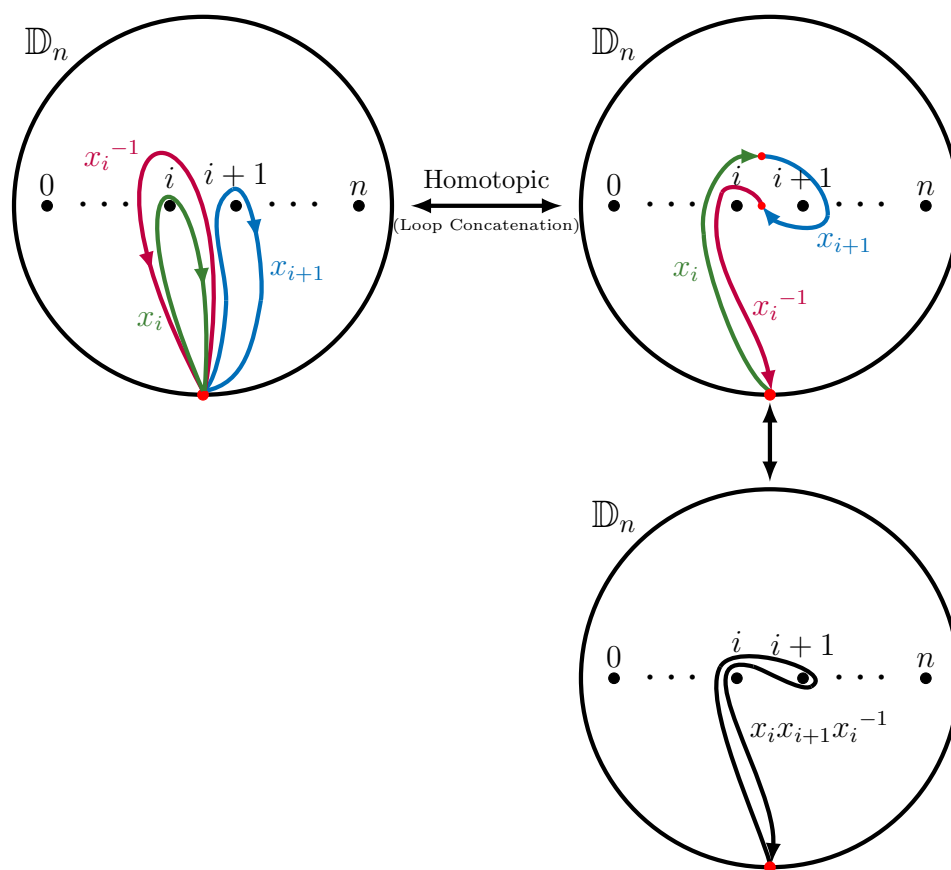 𝔻ₙ
xᵢ⁻¹
0 · · · · i i + 1 · · · · n
xᵢ₊₁
xᵢ
Homotopic
(Loop Concatenation)
𝔻ₙ
0 · · · · i i + 1 · · · · n
xᵢ₊₁
xᵢ
xᵢ⁻¹
𝔻ₙ
0 · · · · i i + 1 · · · · n
xᵢxᵢ₊₁xᵢ⁻¹